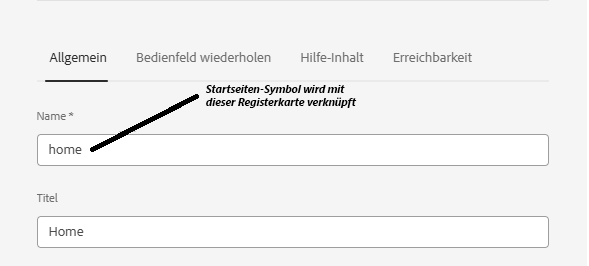 Allgemein Bedienfeld wiederholen Hilfe-Inhalt Erreichbarkeit
Startseiten-Symbol wird mit
dieser Registerkarte verknüpft
Name *
home
Titel
Home